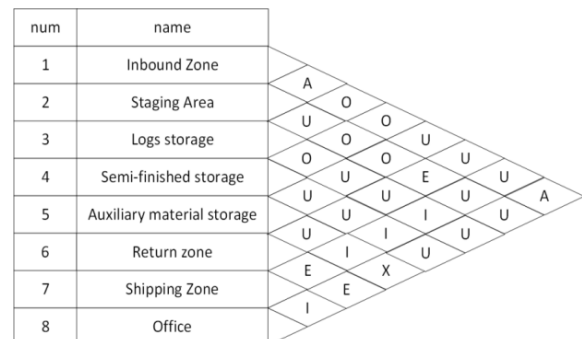 num name
1 Inbound Zone
A
2 Staging Area O
U O
3 Logs storage O U
O O U
4 Semi-finished storage U E U
U U U A
5 Auxiliary material storage U I U
U I U
6 Return zone I U
E X
7 Shipping Zone E
I
8 Office